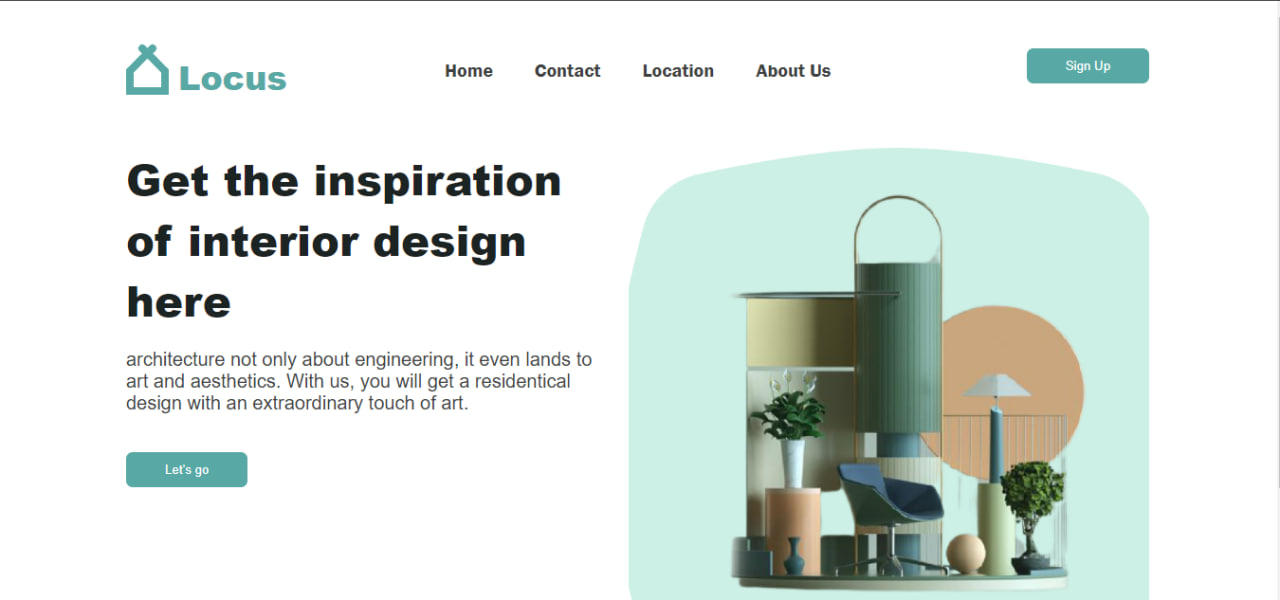 Locus
Home Contact Location About Us
Sign Up
Get the inspiration
of interior design
here
architecture not only about engineering, it even lands to
art and aesthetics. With us, you will get a residentical
design with an extraordinary touch of art.
Let's go